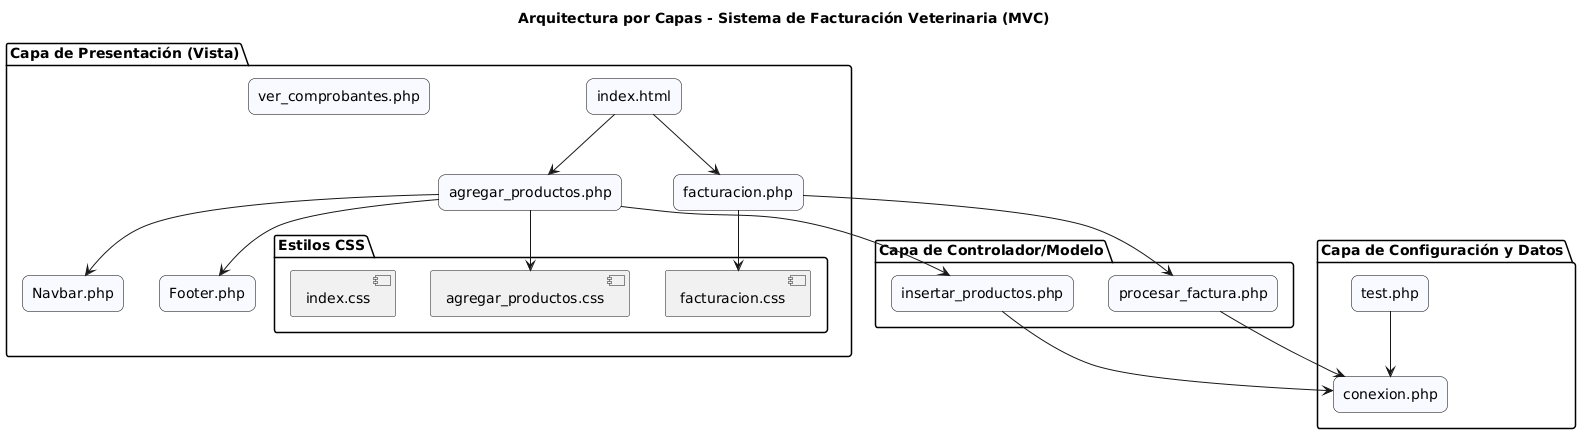 Arquitectura por Capas - Sistema de Facturación Veterinaria (MVC)
Capa de Presentación (Vista)
ver_comprobantes.php
index.html
agregar_productos.php
facturacion.php
Estilos CSS
Capa de Controlador/Modelo
Capa de Configuración y Datos
Navbar.php
Footer.php
index.css
agregar_productos.css
facturacion.css
insertar_productos.php
procesar_factura.php
test.php
conexion.php